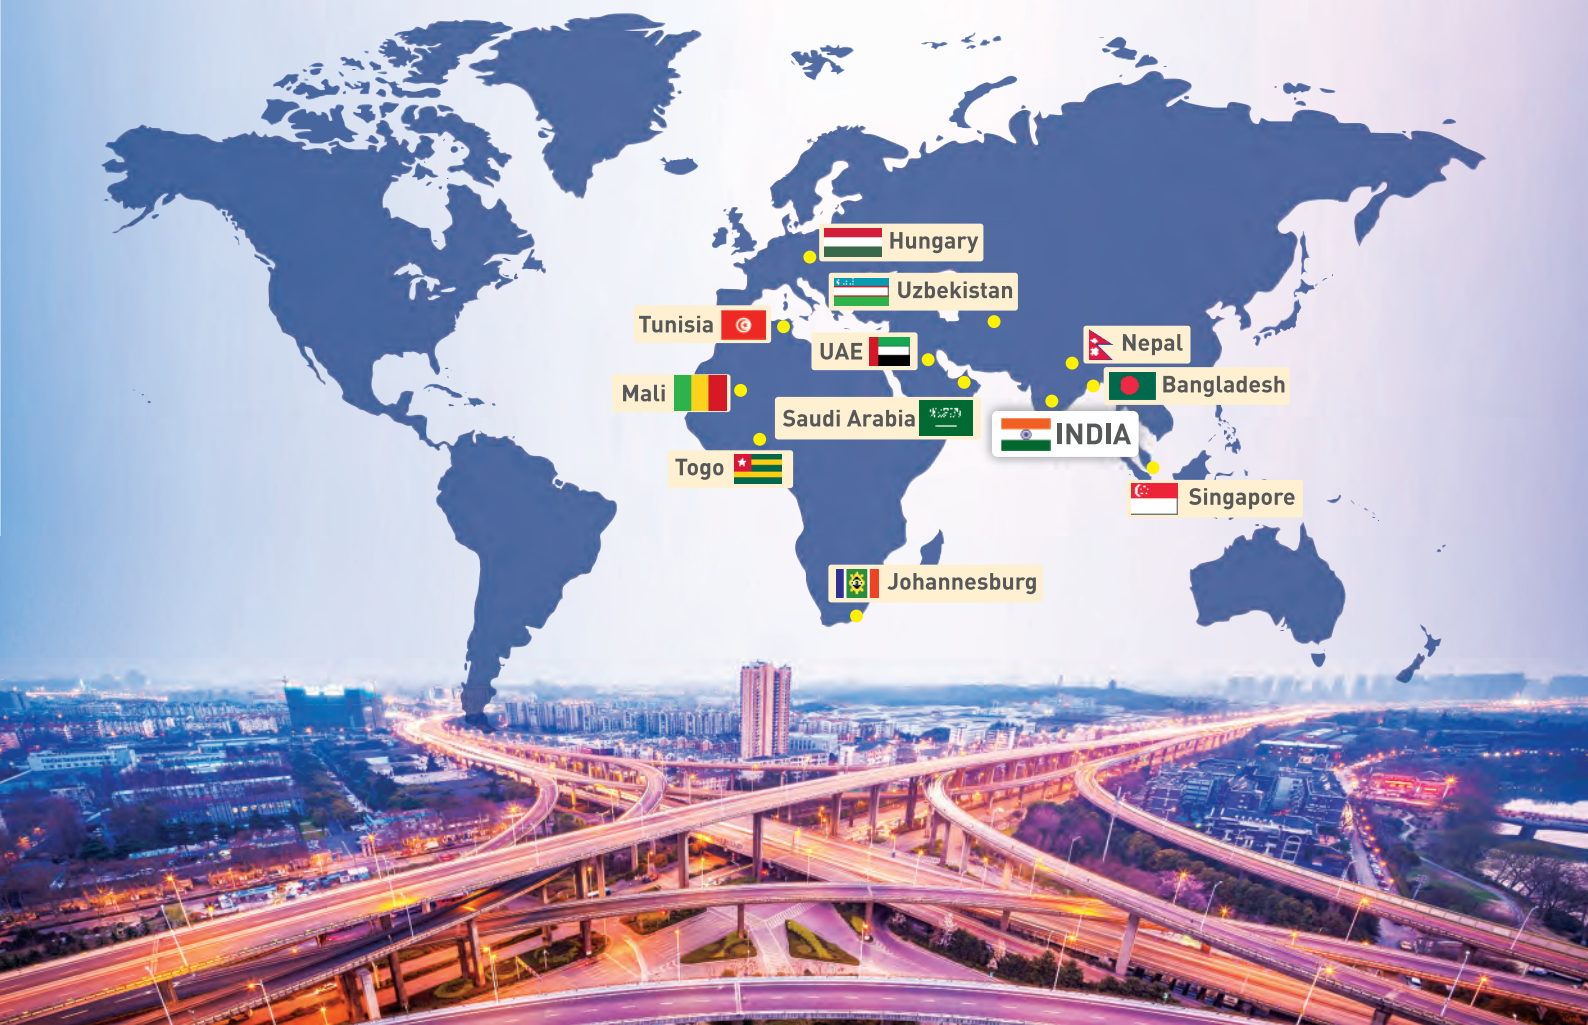 Hungary
Uzbekistan
Tunisia
UAE
Nepal
Mali
Bangladesh
Saudi Arabia
INDIA
Togo
Singapore
Johannesburg